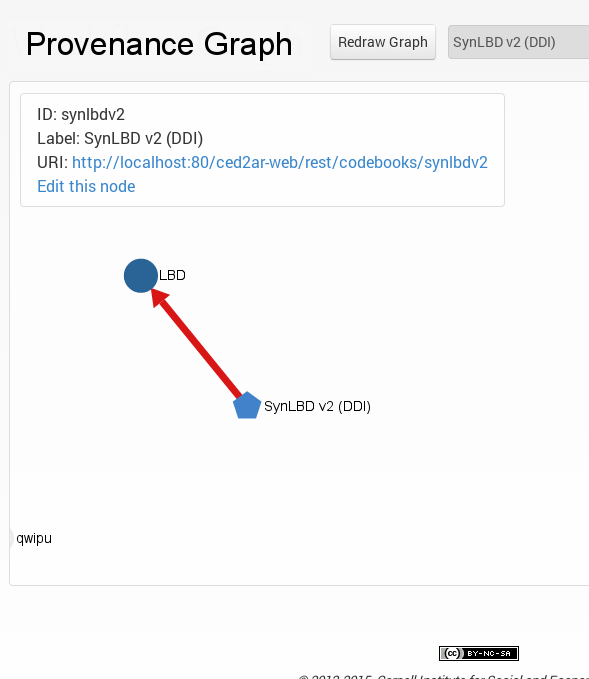 Provenance Graph
Redraw Graph
SynLBD v2 (DDI)
ID: synlbdv2
Label: SynLBD v2 (DDI)
URI: http://localhost:80/ced2ar-web/rest/codebooks/synlbdv2
Edit this node
LBD
SynLBD v2 (DDI)
qwipu
cc BY-NC-SA
© 2012-2015, Cornell Institute for Social and Econo